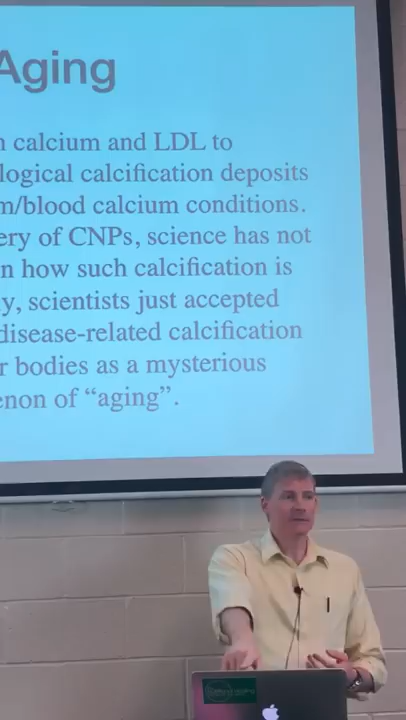 Aging
n calcium and LDL to
logical calcification deposits
m/blood calcium conditions.
ery of CNPs, science has not
n how such calcification is
y, scientists just accepted
disease-related calcification
r bodies as a mysterious
enon of “aging”.